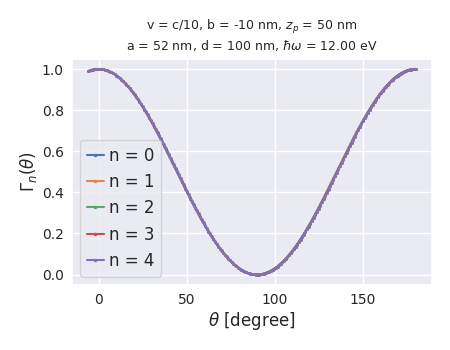 v = c/10, b = -10 nm, z_p = 50 nm
a = 52 nm, d = 100 nm, ℏω = 12.00 eV
Γ_n(θ)
1.0
0.8
0.6
0.4
0.2
0.0
n = 0
n = 1
n = 2
n = 3
n = 4
0 50 100 150
θ [degree]